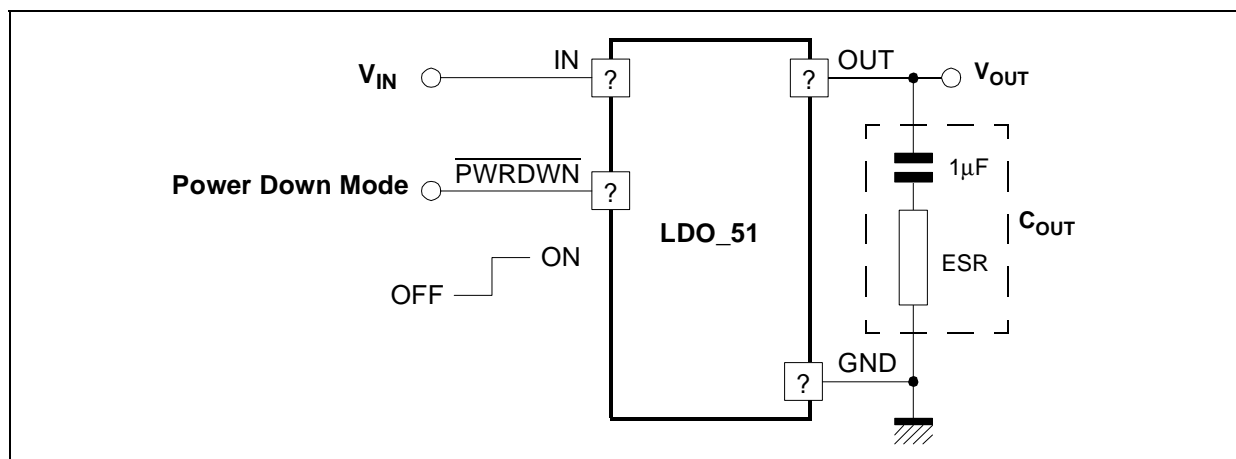 IN
OUT
V_IN
?
?
V_OUT
1μF
PWRDWN
Power Down Mode
?
LDO_51
C_OUT
ON
ESR
OFF
GND
?